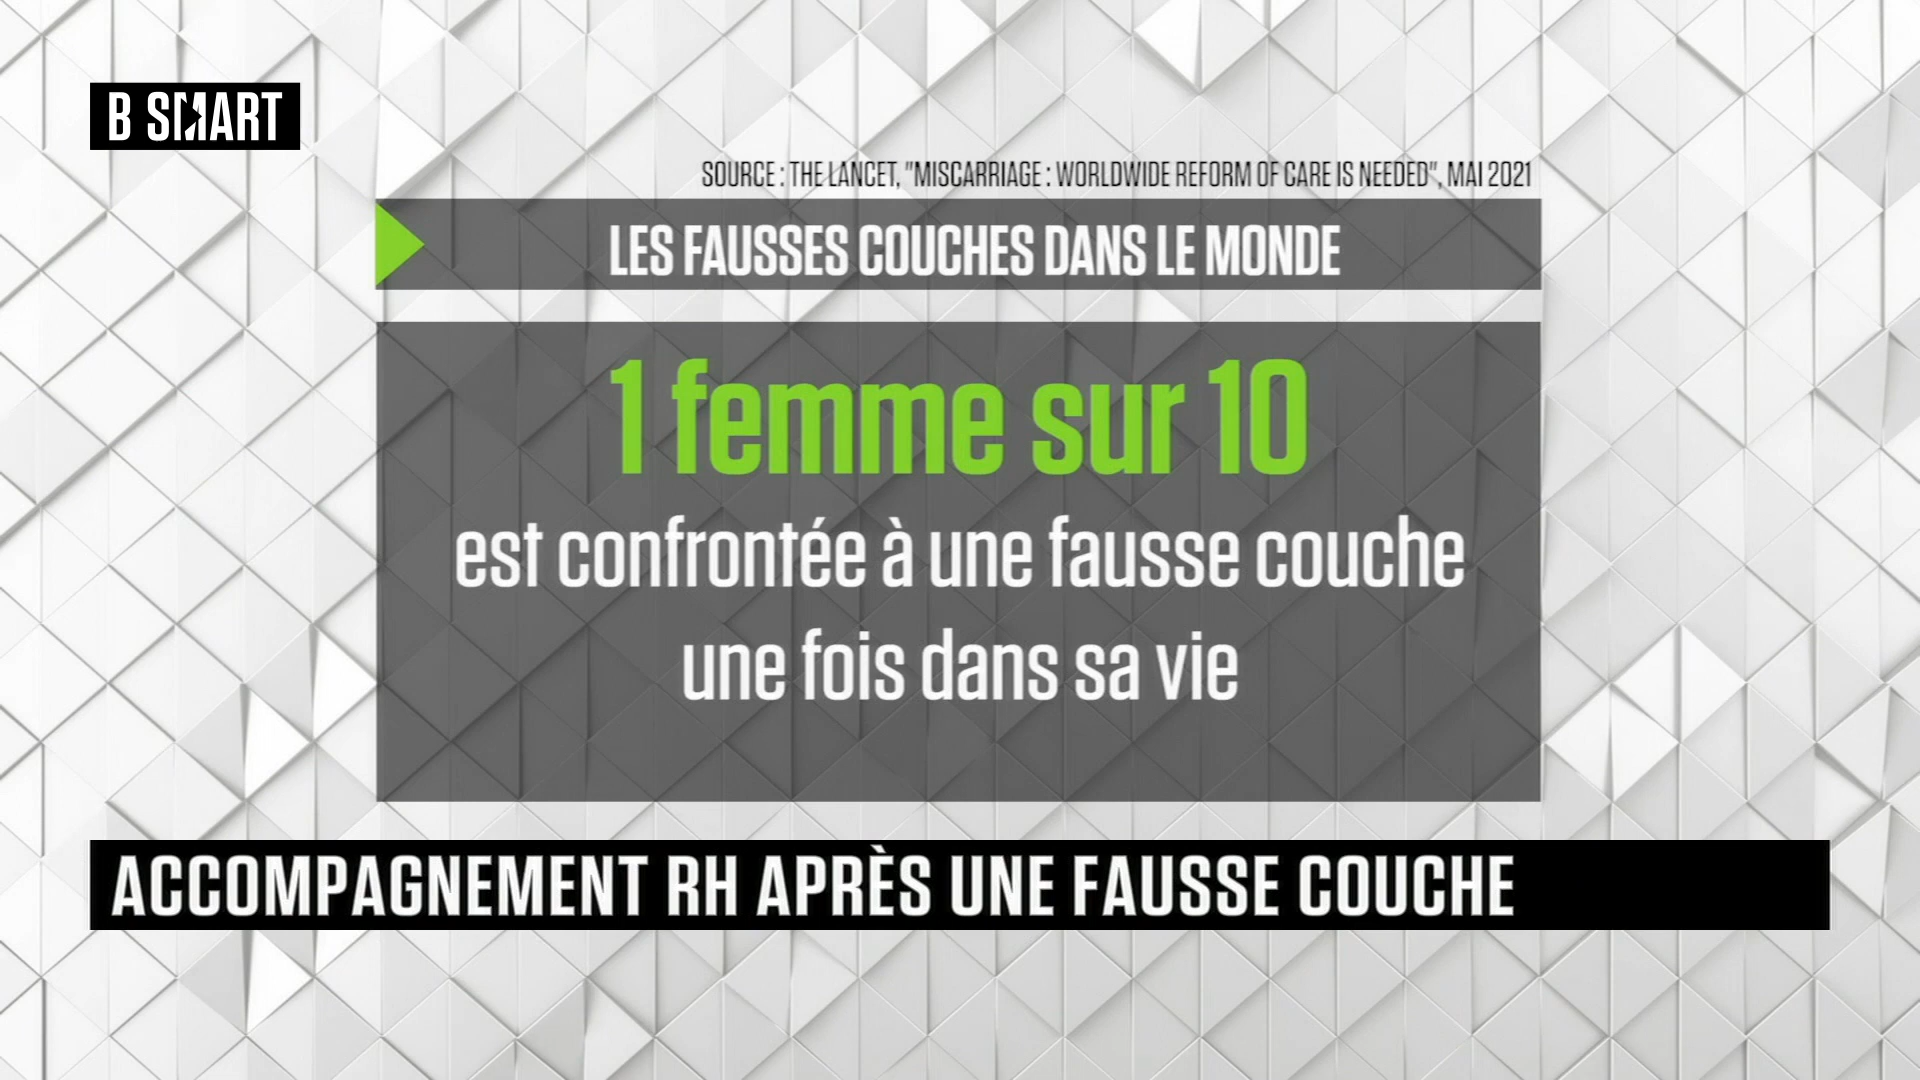 B SMART
SOURCE : THE LANCET, "MISCARRIAGE : WORLDWIDE REFORM OF CARE IS NEEDED", MAI 2021
LES FAUSSES COUCHES DANS LE MONDE
1 femme sur 10
est confrontée à une fausse couche
une fois dans sa vie
ACCOMPAGNEMENT RH APRÈS UNE FAUSSE COUCHE